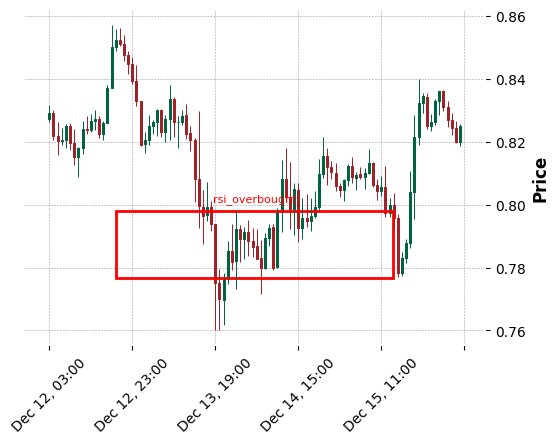 0.86
0.84
0.82
0.80
0.78
0.76
Price
rsi_overbought
Dec 12, 03:00
Dec 12, 23:00
Dec 13, 19:00
Dec 14, 15:00
Dec 15, 11:00